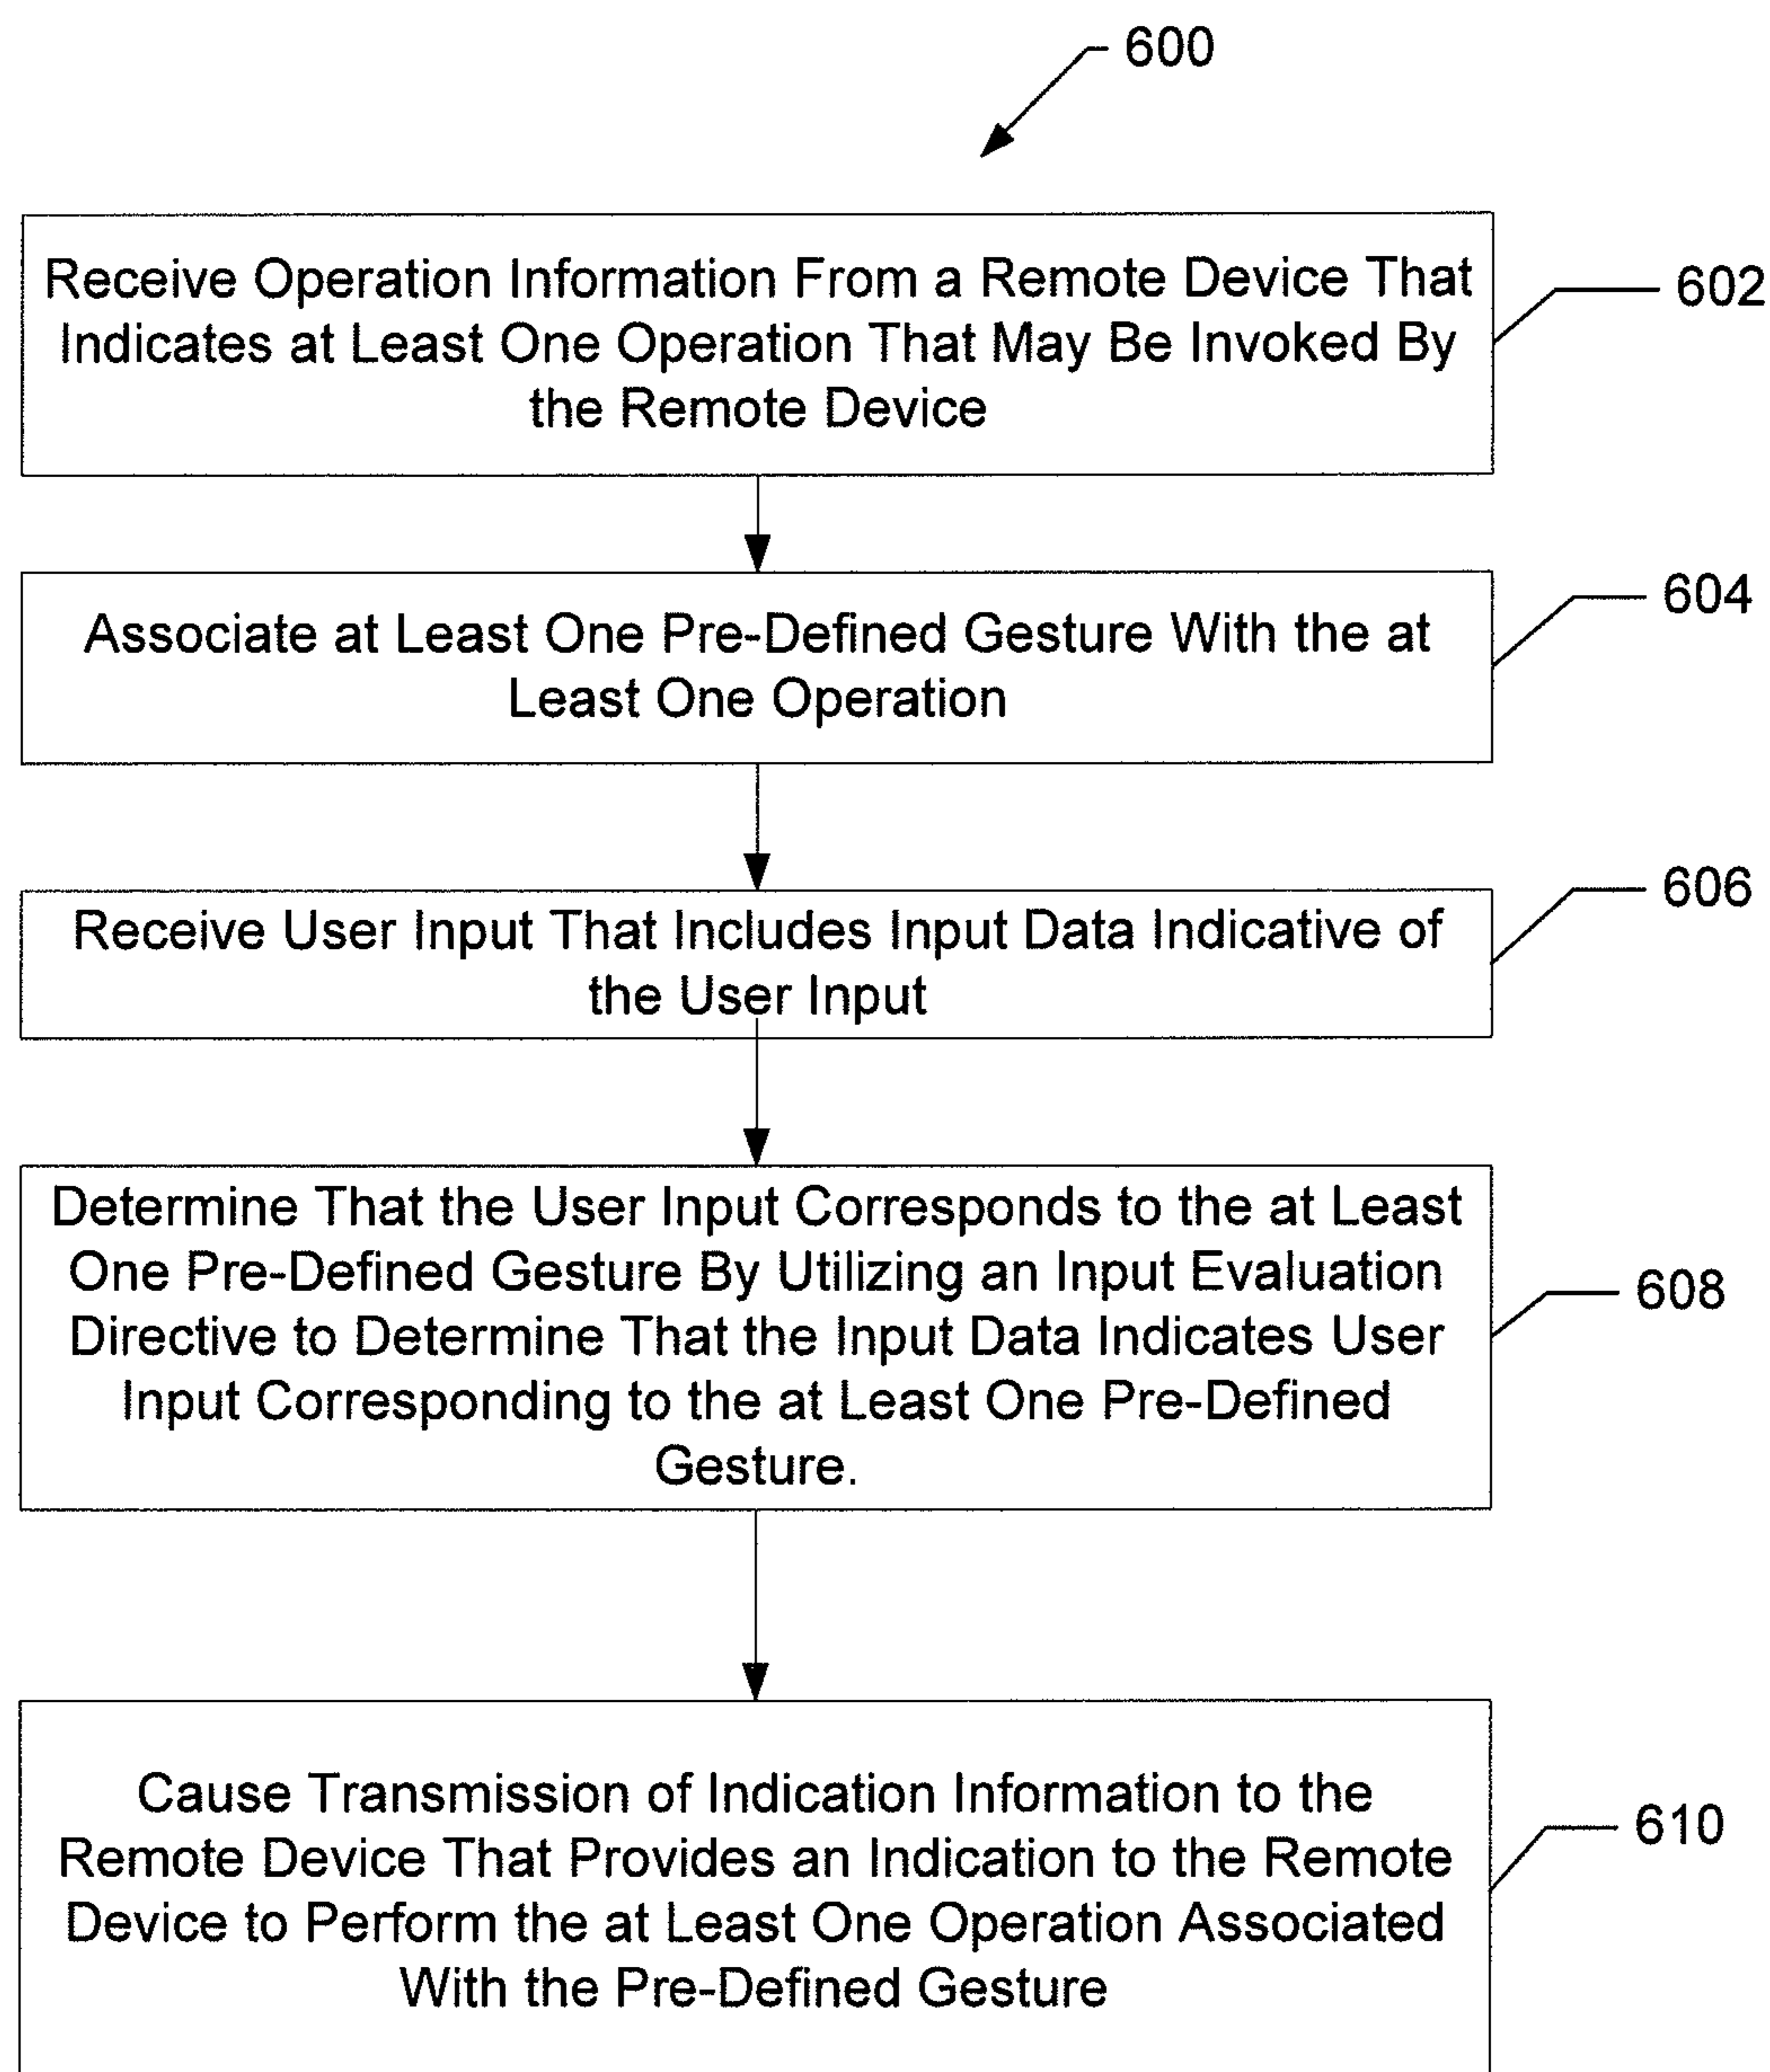 600
Receive Operation Information From a Remote Device That
Indicates at Least One Operation That May Be Invoked By
the Remote Device
602
Associate at Least One Pre-Defined Gesture With the at
Least One Operation
604
Receive User Input That Includes Input Data Indicative of
the User Input
606
Determine That the User Input Corresponds to the at Least
One Pre-Defined Gesture By Utilizing an Input Evaluation
Directive to Determine That the Input Data Indicates User
Input Corresponding to the at Least One Pre-Defined
Gesture.
608
Cause Transmission of Indication Information to the
Remote Device That Provides an Indication to the Remote
Device to Perform the at Least One Operation Associated
With the Pre-Defined Gesture
610